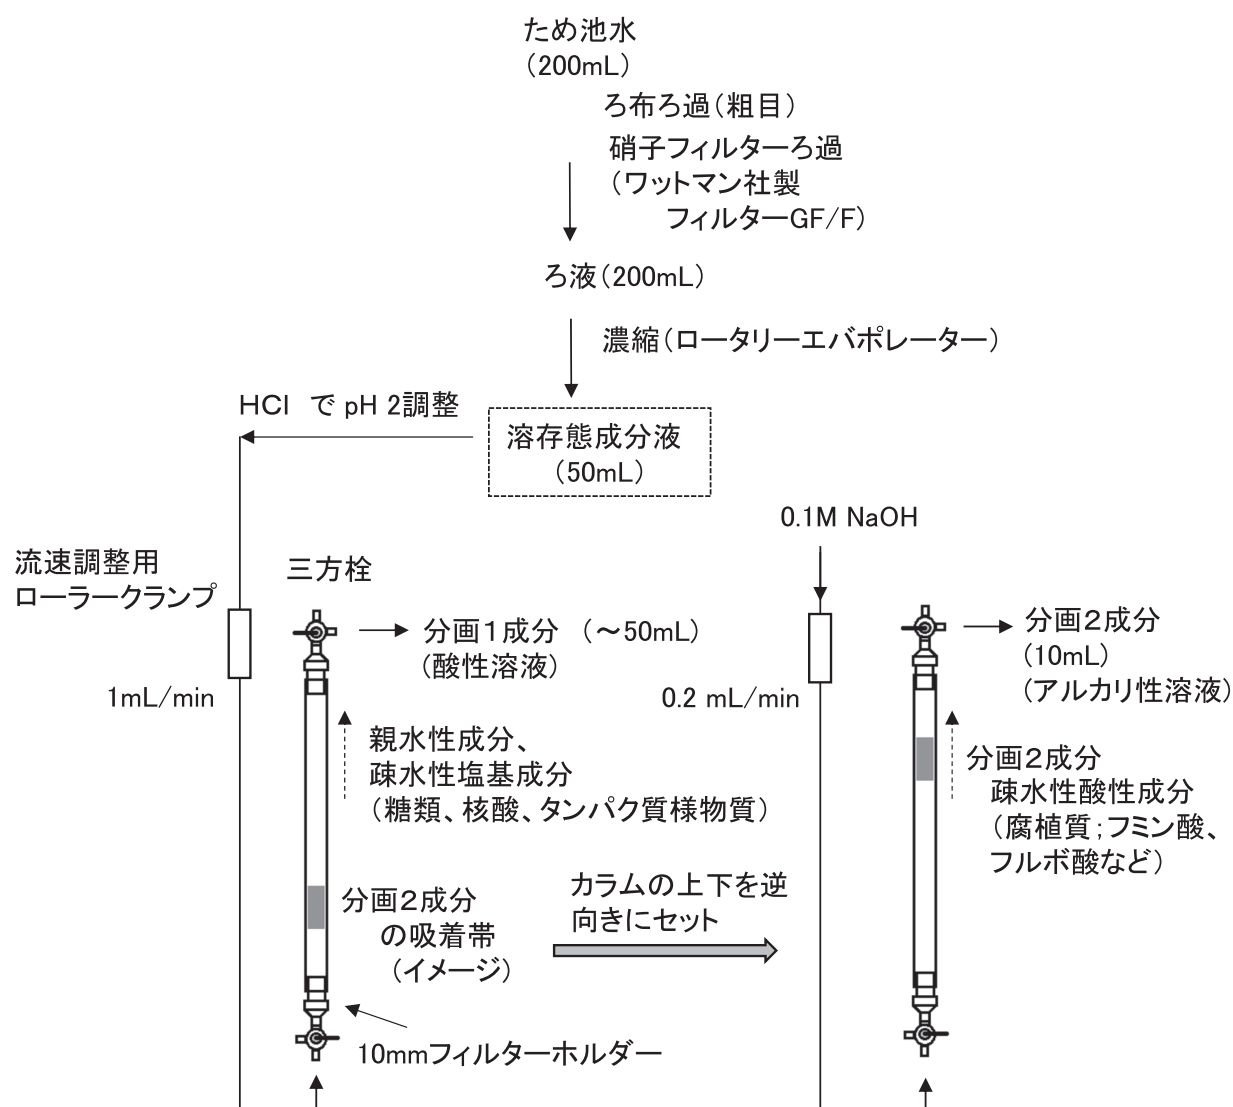 ため池水
（200mL）
ろ布ろ過（粗目）
硝子フィルターろ過
（ワットマン社製
フィルターGF/F）
ろ液（200mL）
濃縮（ロータリーエバポレーター）
HCl で pH 2調整
溶存態成分液
（50mL）
0.1M NaOH
流速調整用
ローラークランプ
三方栓
分画１成分 （～50mL）
（酸性溶液）
1mL/min
親水性成分、
疎水性塩基成分
（糖類、核酸、タンパク質様物質）
分画２成分
の吸着帯
（イメージ）
10mmフィルターホルダー
カラムの上下を逆
向きにセット
0.2 mL/min
分画２成分
（10mL）
（アルカリ性溶液）
分画２成分
疎水性酸性成分
（腐植質；フミン酸、
フルボ酸など）